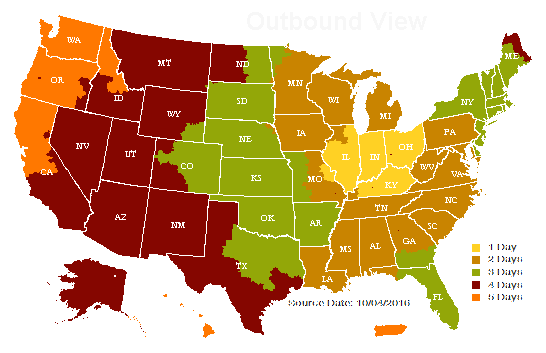 Outbound View
WA
MT
ND
ME
OR
MN
ID
SD
WI
NY
WY
MI
IA
PA
NE
NV
OH
UT
IL
IN
CO
WV
CA
VA
KS
MO
KY
NC
TN
OK
AZ
NM
AR
SC
MS
AL
GA
TX
LA
FL
1 Day
2 Days
3 Days
4 Days
5 Days
Source Date: 10/04/2016